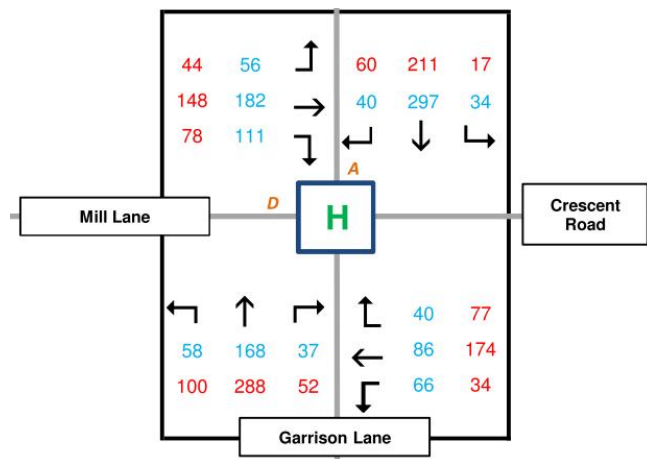 44 56 60 211 17
148 182 40 297 34
78 111
A
Mill Lane D H Crescent
Road
40 77
58 168 37 86 174
100 288 52 66 34
Garrison Lane